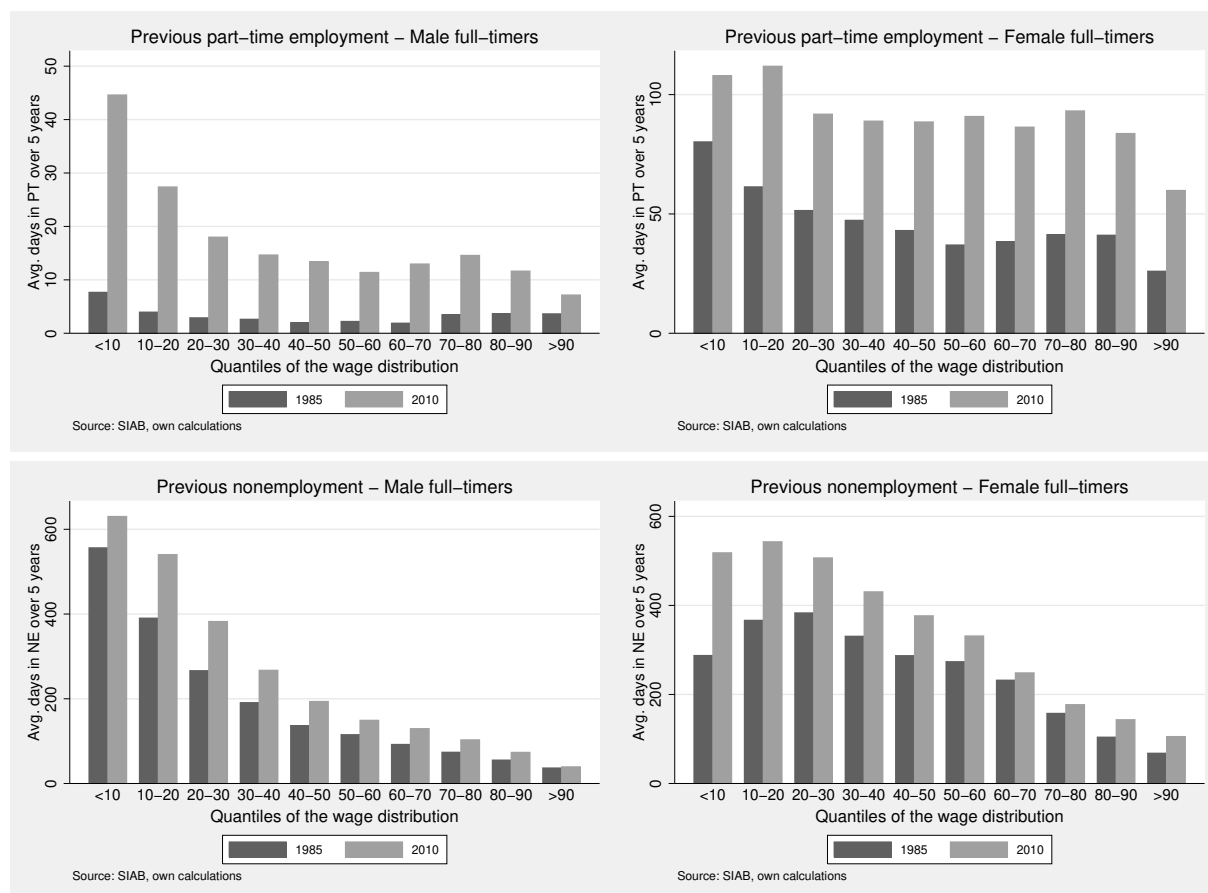 Previous part−time employment − Male full−timers
Avg. days in PT over 5 years
50
40
30
20
10
0
<10 10−20 20−30 30−40 40−50 50−60 60−70 70−80 80−90 >90
Quantiles of the wage distribution
1985 2010
Source: SIAB, own calculations
Previous part−time employment − Female full−timers
Avg. days in PT over 5 years
100
50
0
<10 10−20 20−30 30−40 40−50 50−60 60−70 70−80 80−90 >90
Quantiles of the wage distribution
1985 2010
Source: SIAB, own calculations
Previous nonemployment − Male full−timers
Avg. days in NE over 5 years
600
400
200
0
<10 10−20 20−30 30−40 40−50 50−60 60−70 70−80 80−90 >90
Quantiles of the wage distribution
1985 2010
Source: SIAB, own calculations
Previous nonemployment − Female full−timers
Avg. days in NE over 5 years
600
400
200
0
<10 10−20 20−30 30−40 40−50 50−60 60−70 70−80 80−90 >90
Quantiles of the wage distribution
1985 2010
Source: SIAB, own calculations